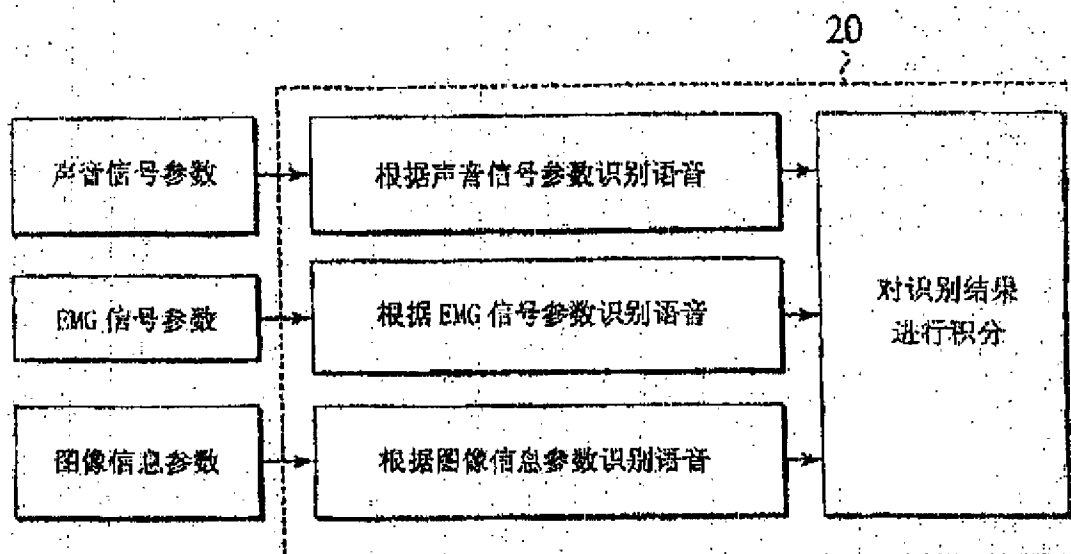 20
声音信号参数
根据声音信号参数识别语音
EMG 信号参数
根据 EMG 信号参数识别语音
对识别结果
进行积分
图像信息参数
根据图像信息参数识别语音